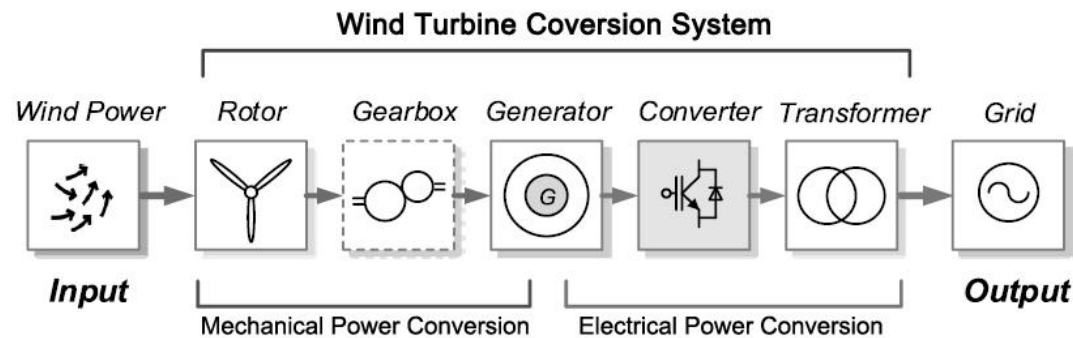 Wind Turbine Coversion System
Wind Power Rotor Gearbox Generator Converter Transformer Grid
G
Input Output
Mechanical Power Conversion Electrical Power Conversion